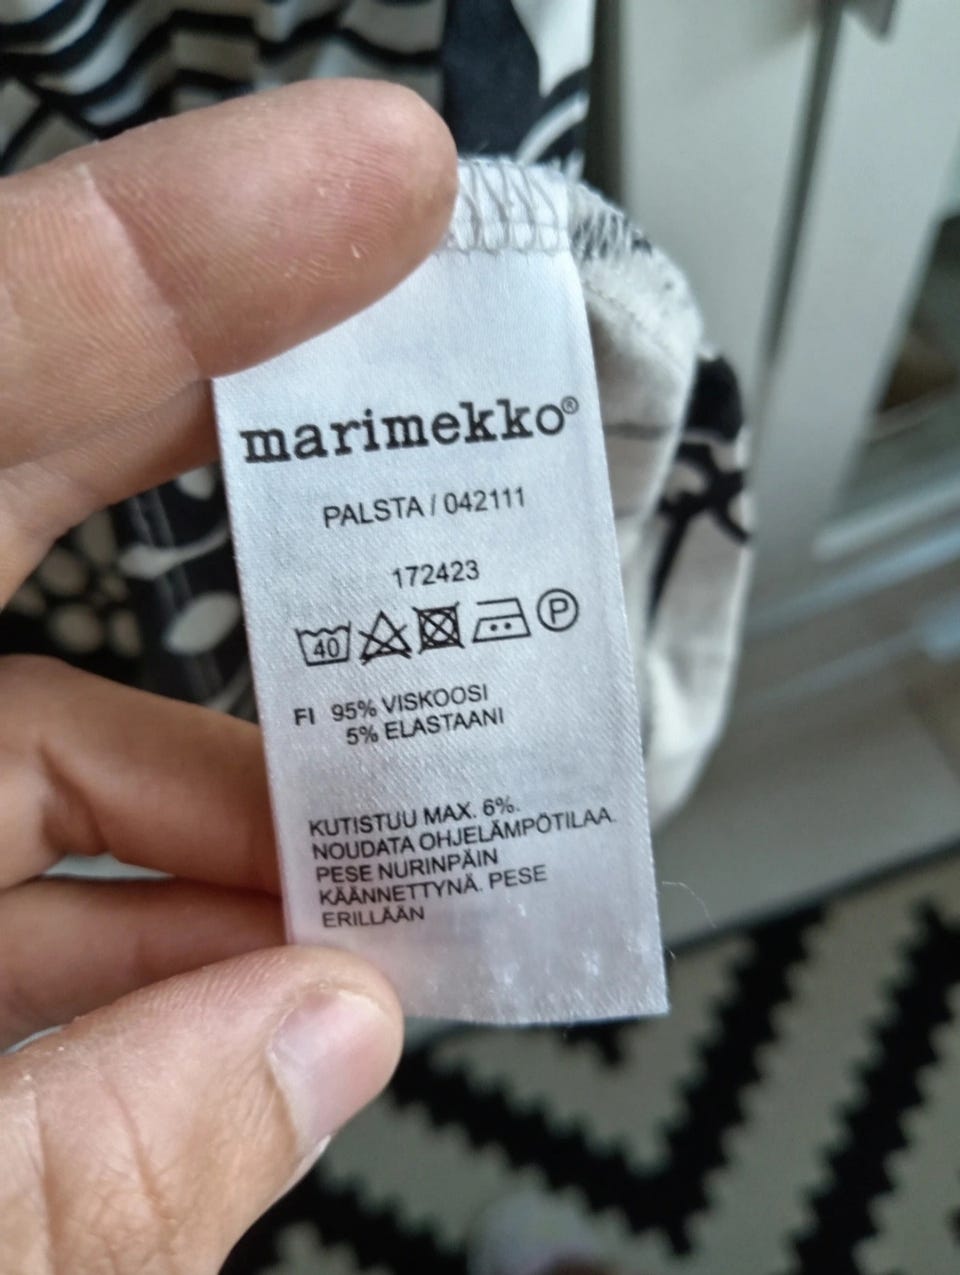 marimekko®
PALSTA / 042111
172423
40 P
FI 95% VISKOOSI
5% ELASTAANI
KUTISTUU MAX. 6%.
NOUDATA OHJELÄMPÖTILAA.
PESE NURINPÄIN
KÄÄNNETTYNÄ. PESE
ERILLÄÄN